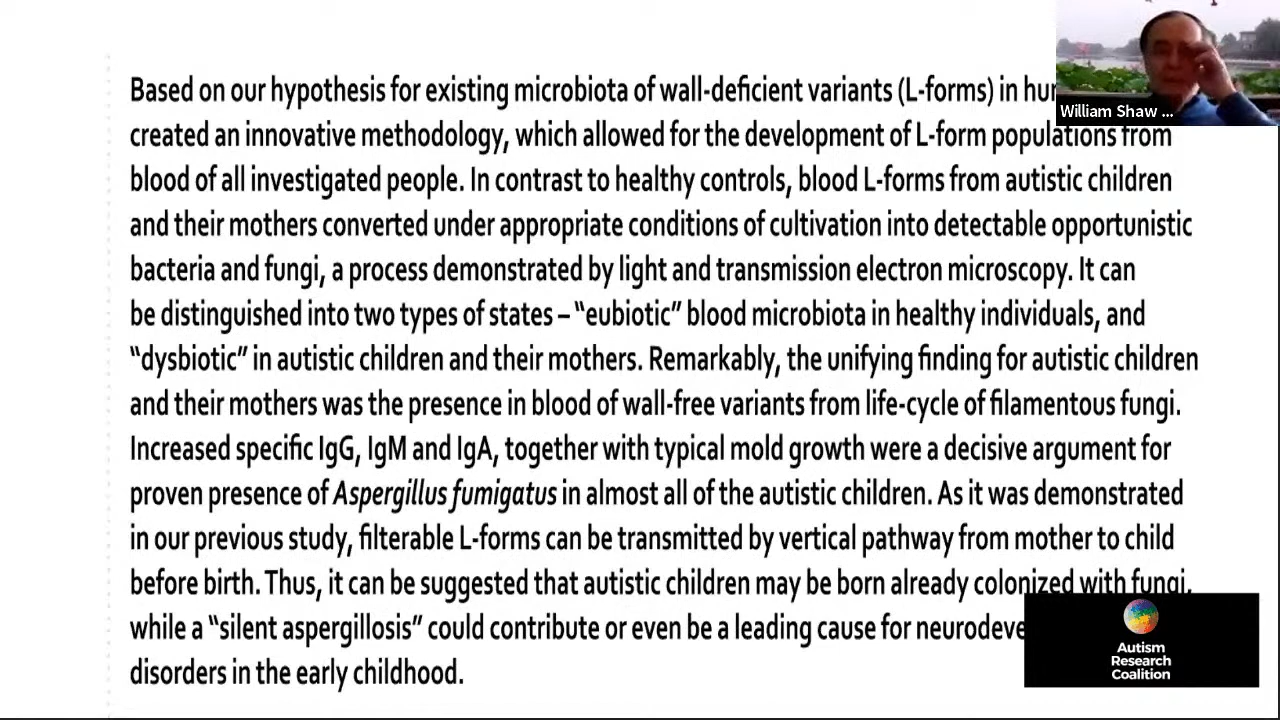 Based on our hypothesis for existing microbiota of wall-deficient variants (L-forms) in
created an innovative methodology, which allowed for the development of L-form populations from
blood of all investigated people. In contrast to healthy controls, blood L-forms from autistic children
and their mothers converted under appropriate conditions of cultivation into detectable opportunistic
bacteria and fungi, a process demonstrated by light and transmission electron microscopy. It can
be distinguished into two types of states – “eubiotic” blood microbiota in healthy individuals, and
“dysbiotic” in autistic children and their mothers. Remarkably, the unifying finding for autistic children
and their mothers was the presence in blood of wall-free variants from life-cycle of filamentous fungi.
Increased specific IgG, IgM and IgA, together with typical mold growth were a decisive argument for
proven presence of Aspergillus fumigatus in almost all of the autistic children. As it was demonstrated
in our previous study, filterable L-forms can be transmitted by vertical pathway from mother to child
before birth. Thus, it can be suggested that autistic children may be born already colonized with fungi,
while a “silent aspergillosis” could contribute or even be a leading cause for
disorders in the early childhood.
William Shaw ...
Autism
Research
Coalition